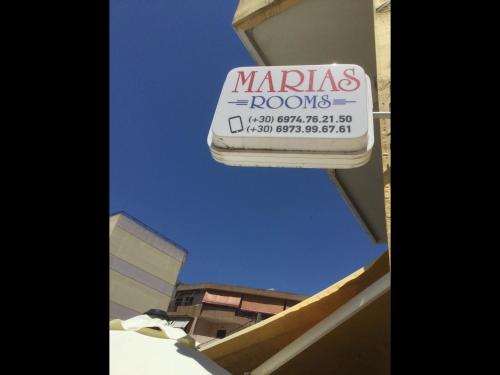 MARIAS
ROOMS
(+30) 6974.76.21.50
(+30) 6973.99.67.61